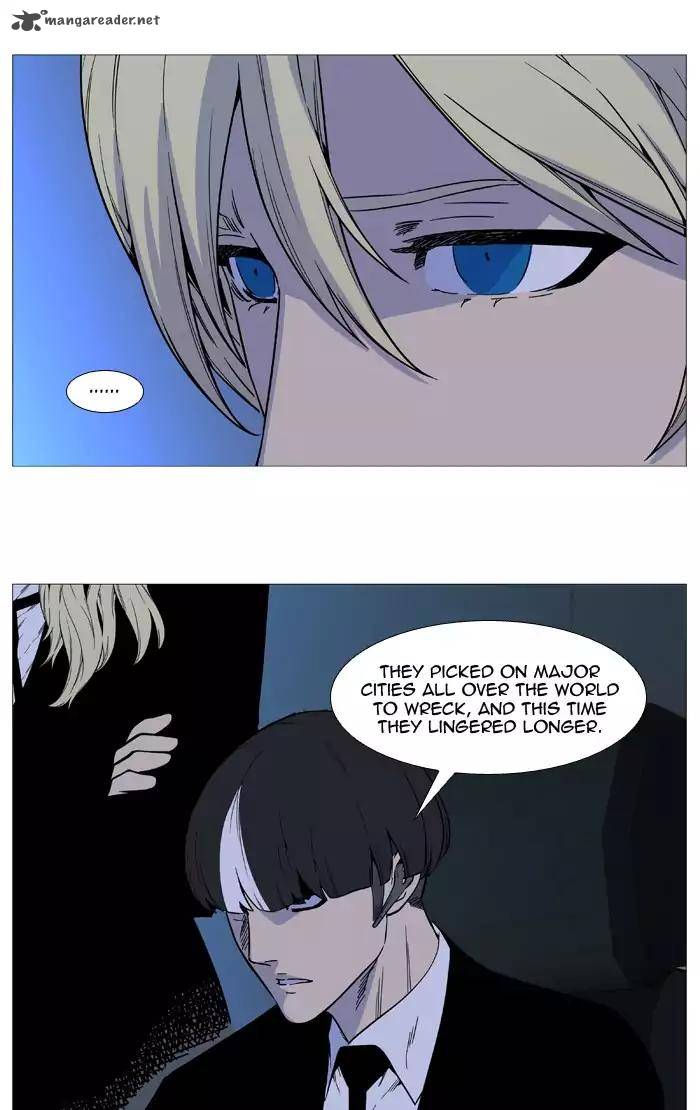 mangareader.net
......
THEY PICKED ON MAJOR
CITIES ALL OVER THE WORLD
TO WRECK, AND THIS TIME
THEY LINGERED LONGER.